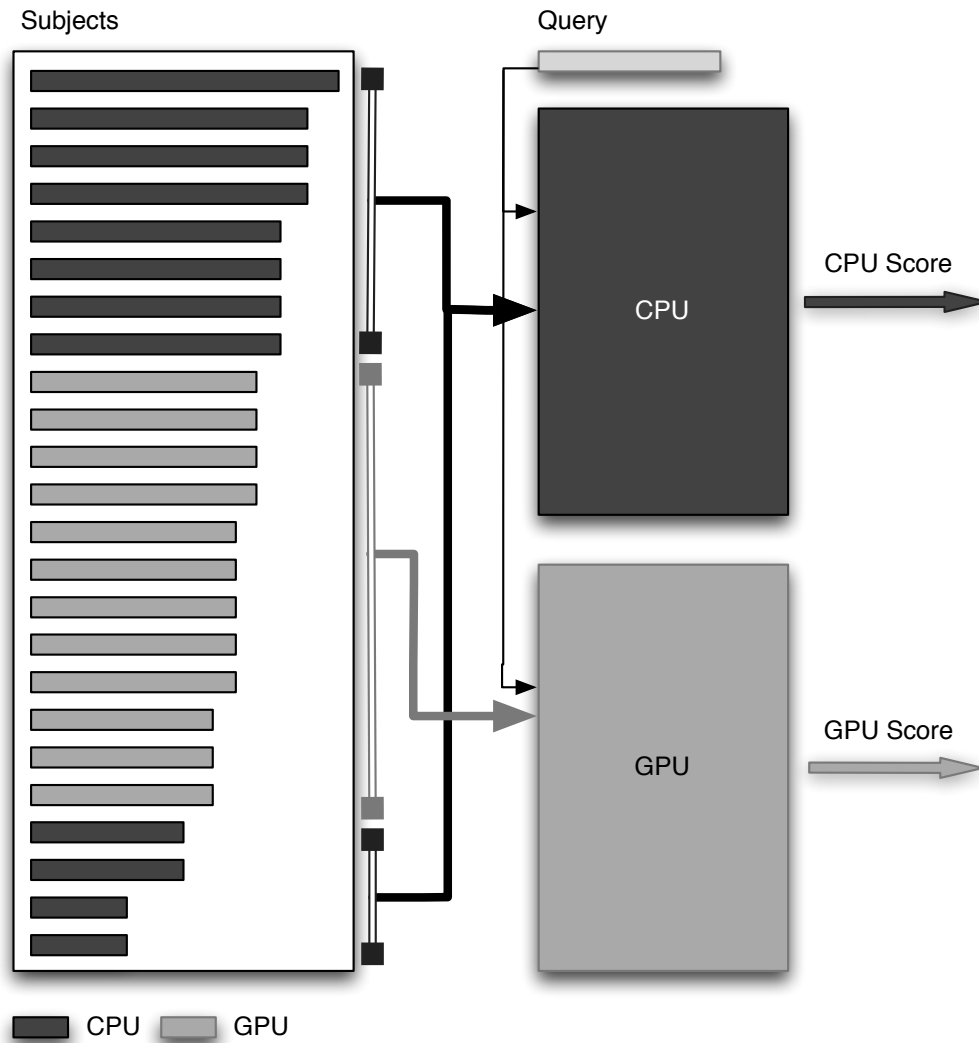 Subjects
Query
CPU
CPU Score
GPU
GPU Score
CPU
GPU